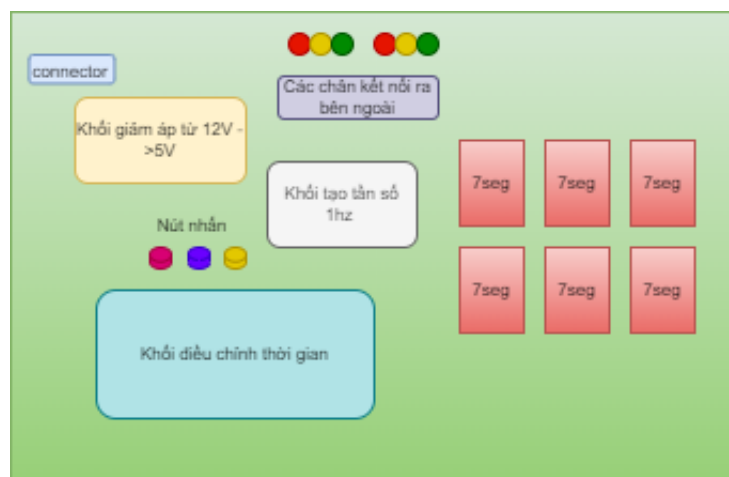 connector
Các chân kết nối ra
bên ngoài
Khối giảm áp từ 12V -
>5V
Khối tạo tần số
1hz
7seg
7seg
7seg
Nút nhấn
7seg
7seg
7seg
Khối điều chỉnh thời gian